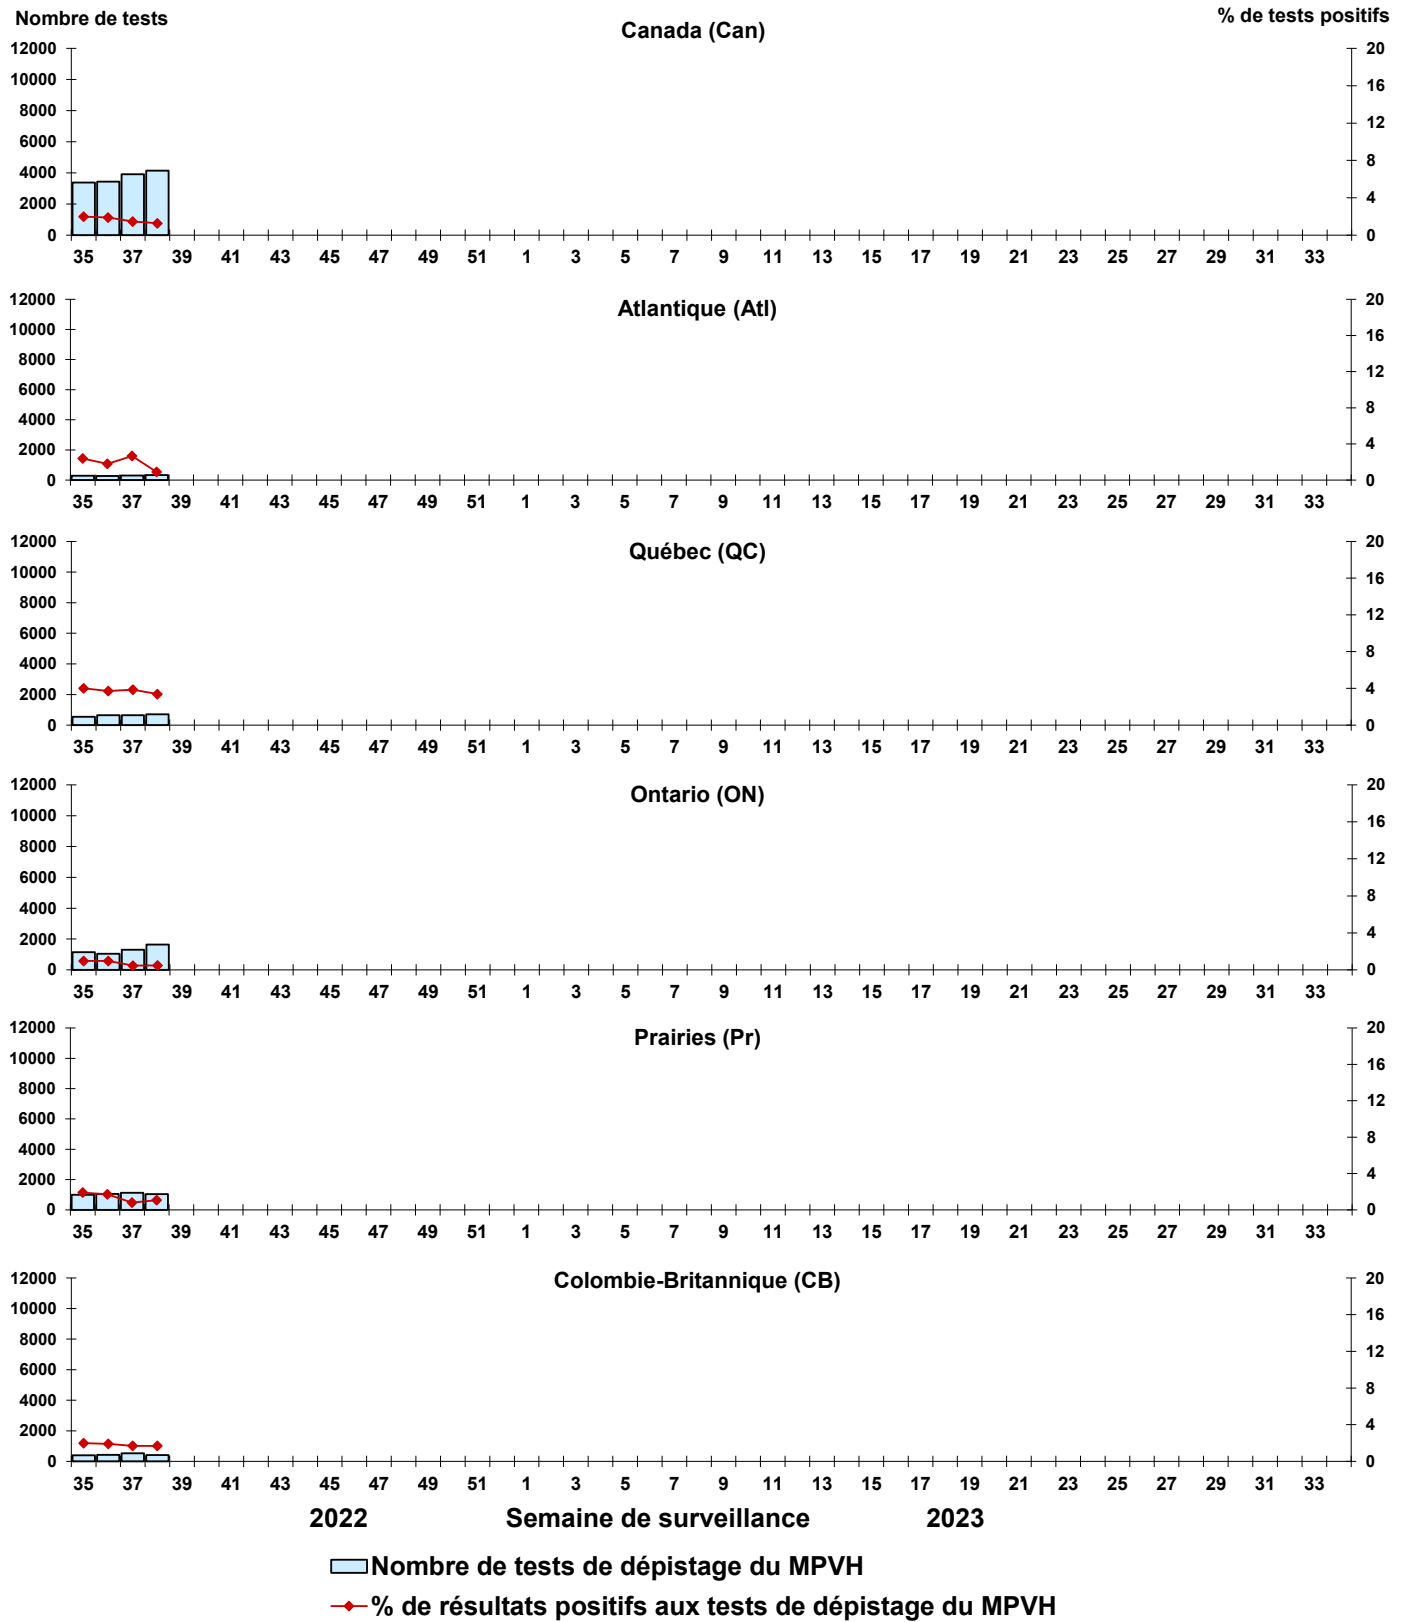 Nombre de tests
% de tests positifs
Canada (Can)
12000 20
10000 16
8000 12
6000 8
4000 4
2000 0
0
35 37 39 41 43 45 47 49 51 1 3 5 7 9 11 13 15 17 19 21 23 25 27 29 31 33
Atlantique (Atl)
12000 20
10000 16
8000 12
6000 8
4000 4
2000 0
0
35 37 39 41 43 45 47 49 51 1 3 5 7 9 11 13 15 17 19 21 23 25 27 29 31 33
Québec (QC)
12000 20
10000 16
8000 12
6000 8
4000 4
2000 0
0
35 37 39 41 43 45 47 49 51 1 3 5 7 9 11 13 15 17 19 21 23 25 27 29 31 33
Ontario (ON)
12000 20
10000 16
8000 12
6000 8
4000 4
2000 0
0
35 37 39 41 43 45 47 49 51 1 3 5 7 9 11 13 15 17 19 21 23 25 27 29 31 33
Prairies (Pr)
12000 20
10000 16
8000 12
6000 8
4000 4
2000 0
0
35 37 39 41 43 45 47 49 51 1 3 5 7 9 11 13 15 17 19 21 23 25 27 29 31 33
Colombie-Britannique (CB)
12000 20
10000 16
8000 12
6000 8
4000 4
2000 0
0
35 37 39 41 43 45 47 49 51 1 3 5 7 9 11 13 15 17 19 21 23 25 27 29 31 33
2022 Semaine de surveillance 2023
Nombre de tests de dépistage du MPVH
% de résultats positifs aux tests de dépistage du MPVH